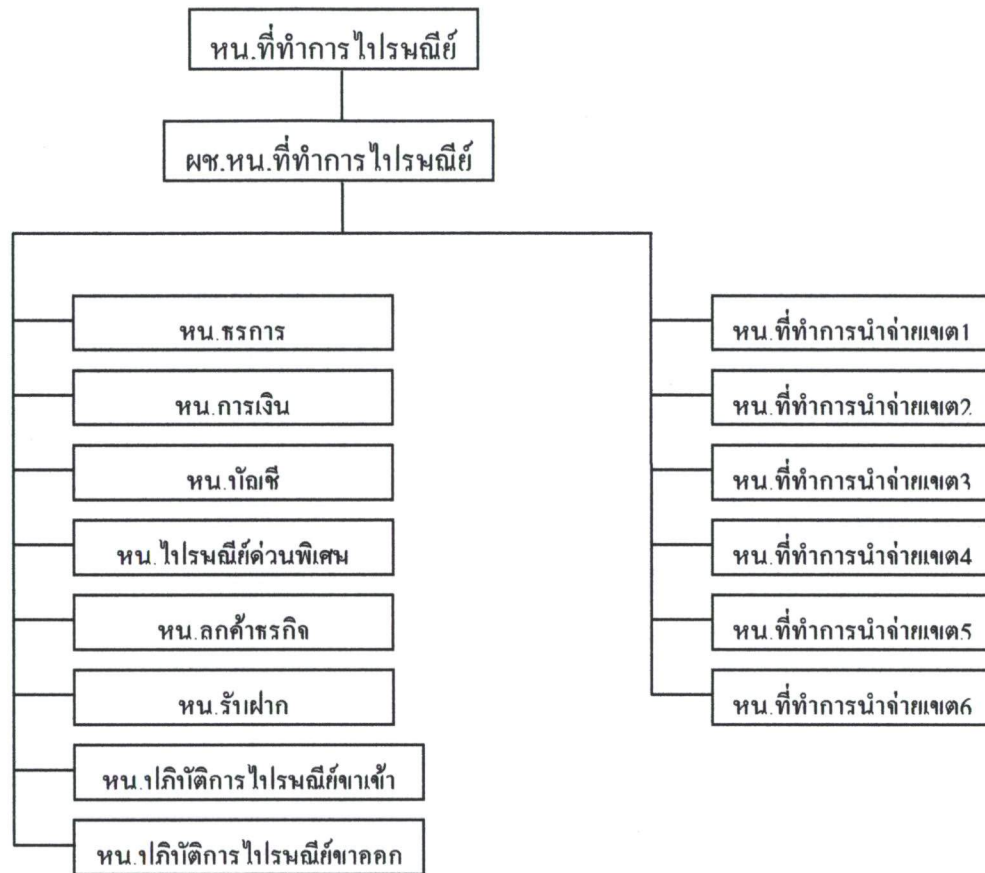 หน.ที่ทำการไปรษณีย์
ผช.หน.ที่ทำการไปรษณีย์
หน.ธุรการ
หน.การเงิน
หน.บัญชี
หน.ไปรษณีย์ด่วนพิเศษ
หน.ลูกค้าธุรกิจ
หน.รับฝาก
หน.ปฏิบัติการไปรษณีย์ขาเข้า
หน.ปฏิบัติการไปรษณีย์ขาออก
หน.ที่ทำการนำจ่ายเขต1
หน.ที่ทำการนำจ่ายเขต2
หน.ที่ทำการนำจ่ายเขต3
หน.ที่ทำการนำจ่ายเขต4
หน.ที่ทำการนำจ่ายเขต5
หน.ที่ทำการนำจ่ายเขต6